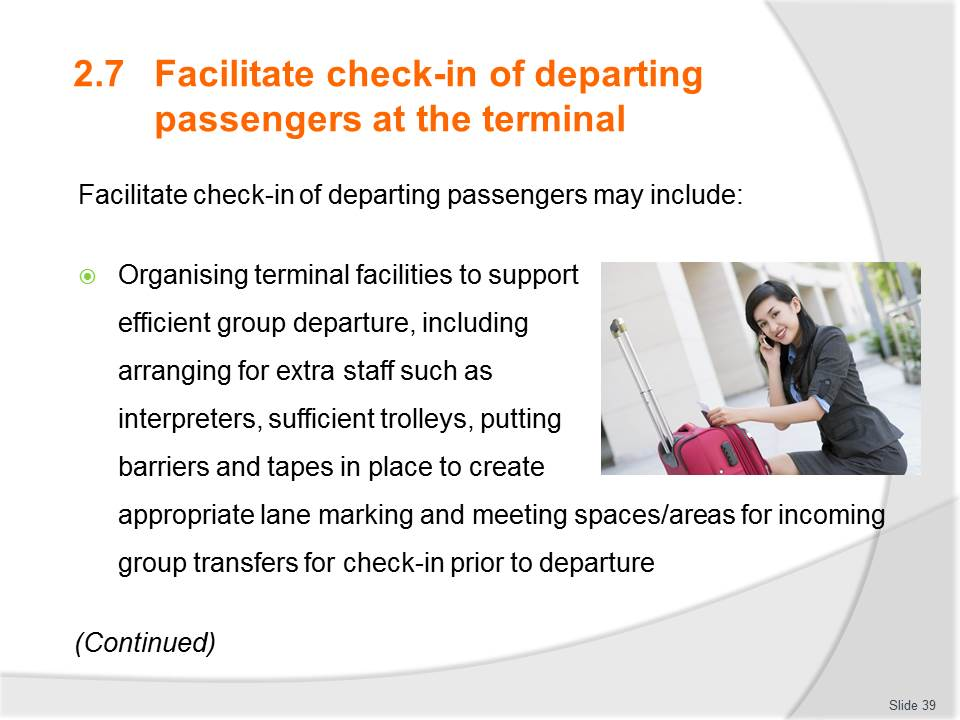 2.7 Facilitate check-in of departing
passengers at the terminal
Facilitate check-in of departing passengers may include:
Organising terminal facilities to support
efficient group departure, including
arranging for extra staff such as
interpreters, sufficient trolleys, putting
barriers and tapes in place to create
appropriate lane marking and meeting spaces/areas for incoming
group transfers for check-in prior to departure
(Continued)
Slide 39